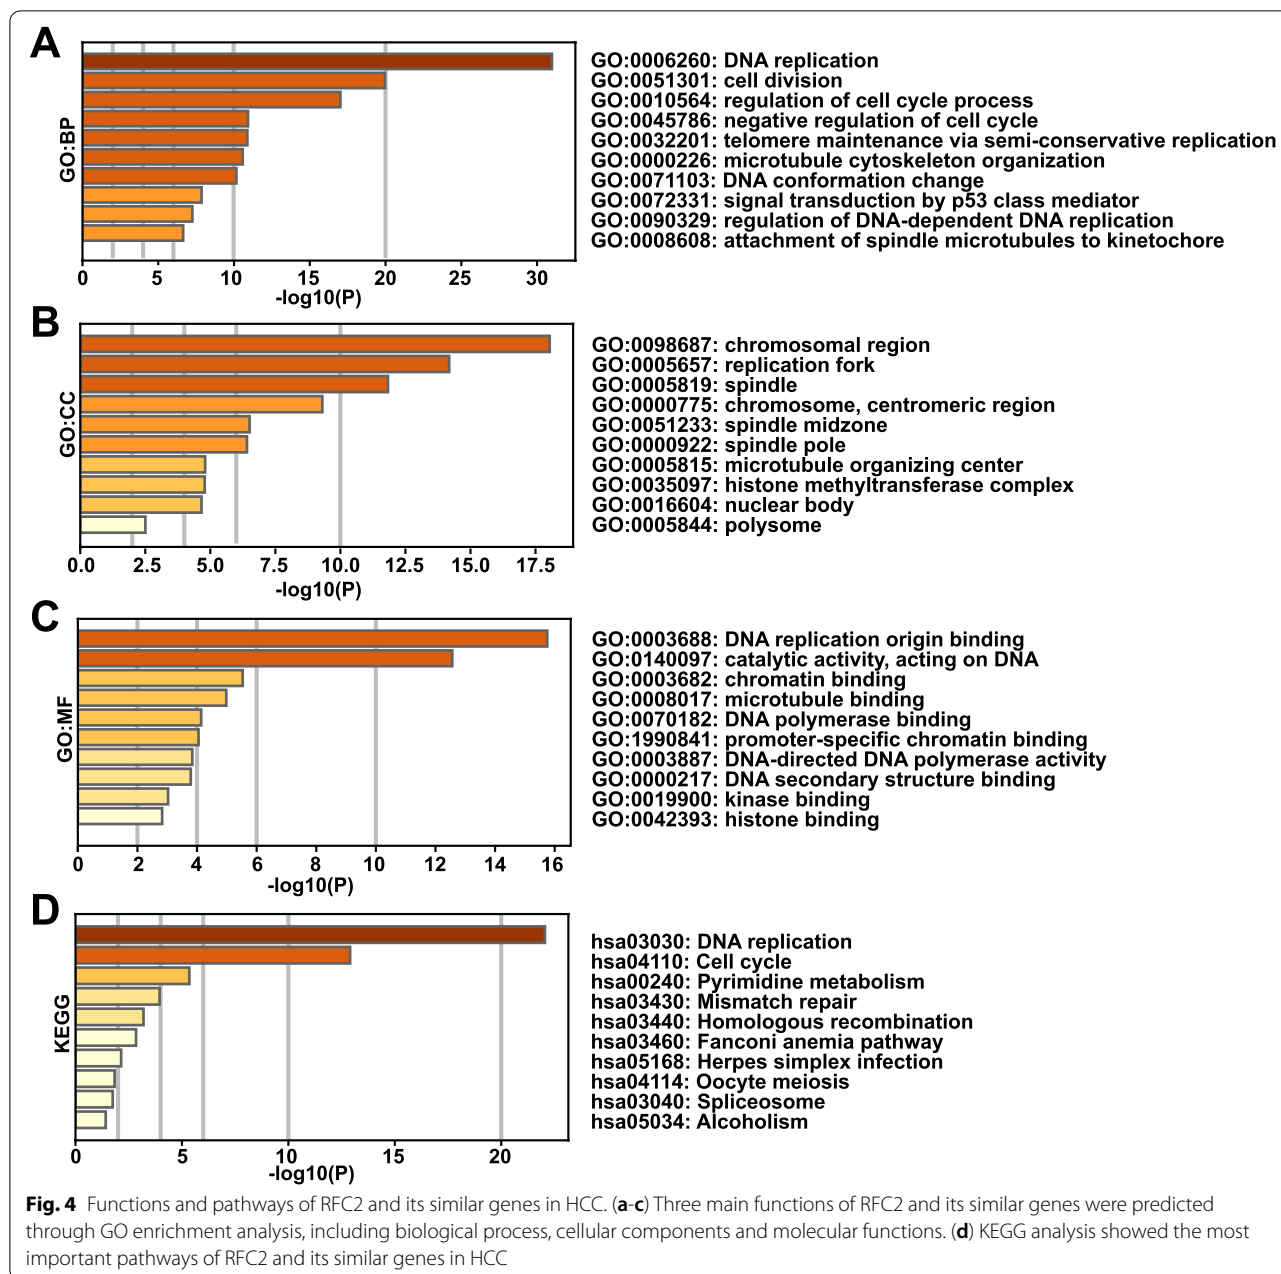 A
GO:BP
GO:0006260: DNA replication
GO:0051301: cell division
GO:0010564: regulation of cell cycle process
GO:0045786: negative regulation of cell cycle
GO:0032201: telomere maintenance via semi-conservative replication
GO:0000226: microtubule cytoskeleton organization
GO:0071103: DNA conformation change
GO:0072331: signal transduction by p53 class mediator
GO:0090329: regulation of DNA-dependent DNA replication
GO:0008608: attachment of spindle microtubules to kinetochore
0 5 10 15 20 25 30
-log10(P)
B
GO:CC
GO:0098687: chromosomal region
GO:0005657: replication fork
GO:0005819: spindle
GO:0000775: chromosome, centromeric region
GO:0051233: spindle midzone
GO:0000922: spindle pole
GO:0005815: microtubule organizing center
GO:0035097: histone methyltransferase complex
GO:0016604: nuclear body
GO:0005844: polysome
0.0 2.5 5.0 7.5 10.0 12.5 15.0 17.5
-log10(P)
C
GO:MF
GO:0003688: DNA replication origin binding
GO:0140097: catalytic activity, acting on DNA
GO:0003682: chromatin binding
GO:0008017: microtubule binding
GO:0070182: DNA polymerase binding
GO:1990841: promoter-specific chromatin binding
GO:0003887: DNA-directed DNA polymerase activity
GO:0000217: DNA secondary structure binding
GO:0019900: kinase binding
GO:0042393: histone binding
0 2 4 6 8 10 12 14 16
-log10(P)
D
KEGG
hsa03030: DNA replication
hsa04110: Cell cycle
hsa00240: Pyrimidine metabolism
hsa03430: Mismatch repair
hsa03440: Homologous recombination
hsa03460: Fanconi anemia pathway
hsa05168: Herpes simplex infection
hsa04114: Oocyte meiosis
hsa03040: Spliceosome
hsa05034: Alcoholism
0 5 10 15 20
-log10(P)
Fig. 4 Functions and pathways of RFC2 and its similar genes in HCC. (a-c) Three main functions of RFC2 and its similar genes were predicted
through GO enrichment analysis, including biological process, cellular components and molecular functions. (d) KEGG analysis showed the most
important pathways of RFC2 and its similar genes in HCC